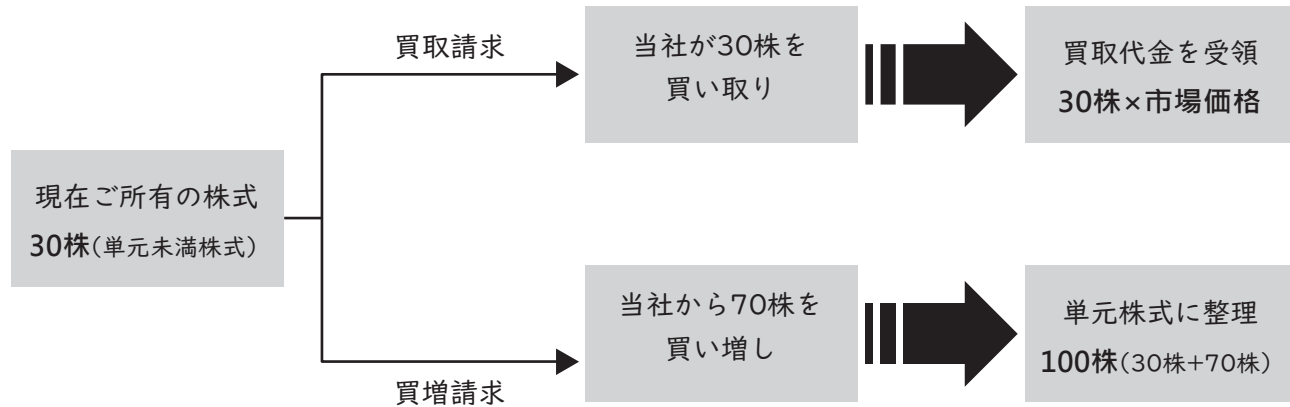 現在ご所有の株式
30株(単元未満株式)
買取請求
当社が30株を
買い取り
買取代金を受領
30株×市場価格
買増請求
当社から70株を
買い増し
単元株式に整理
100株(30株+70株)